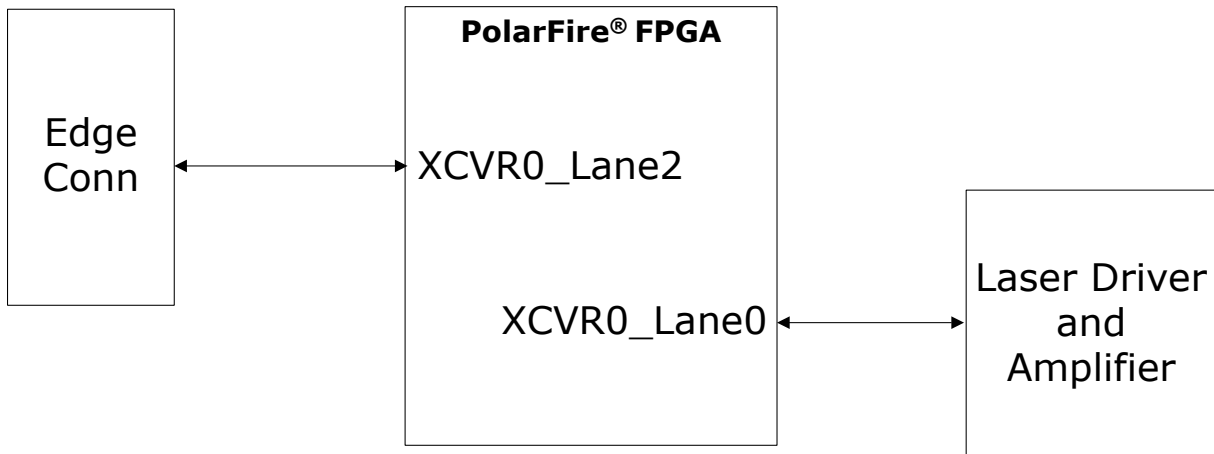 PolarFire® FPGA
Edge
Conn
XCVR0_Lane2
XCVR0_Lane0
Laser Driver
and
Amplifier